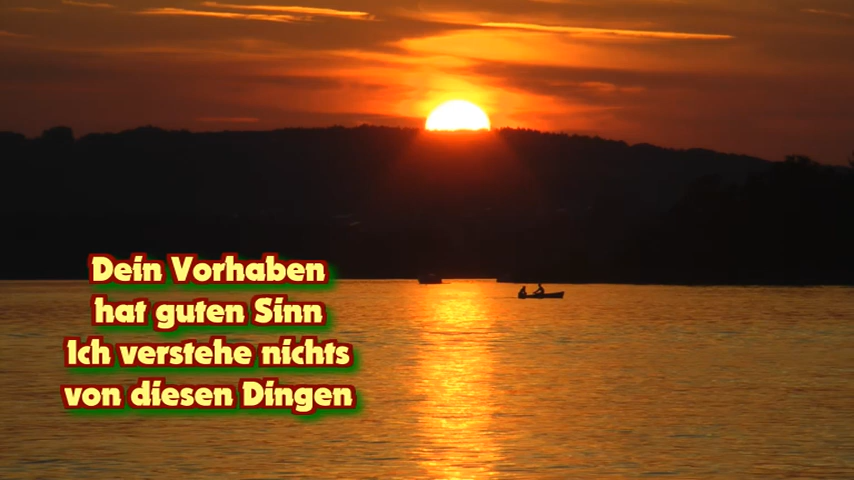 Dein Vorhaben
hat guten Sinn
Ich verstehe nichts
von diesen Dingen